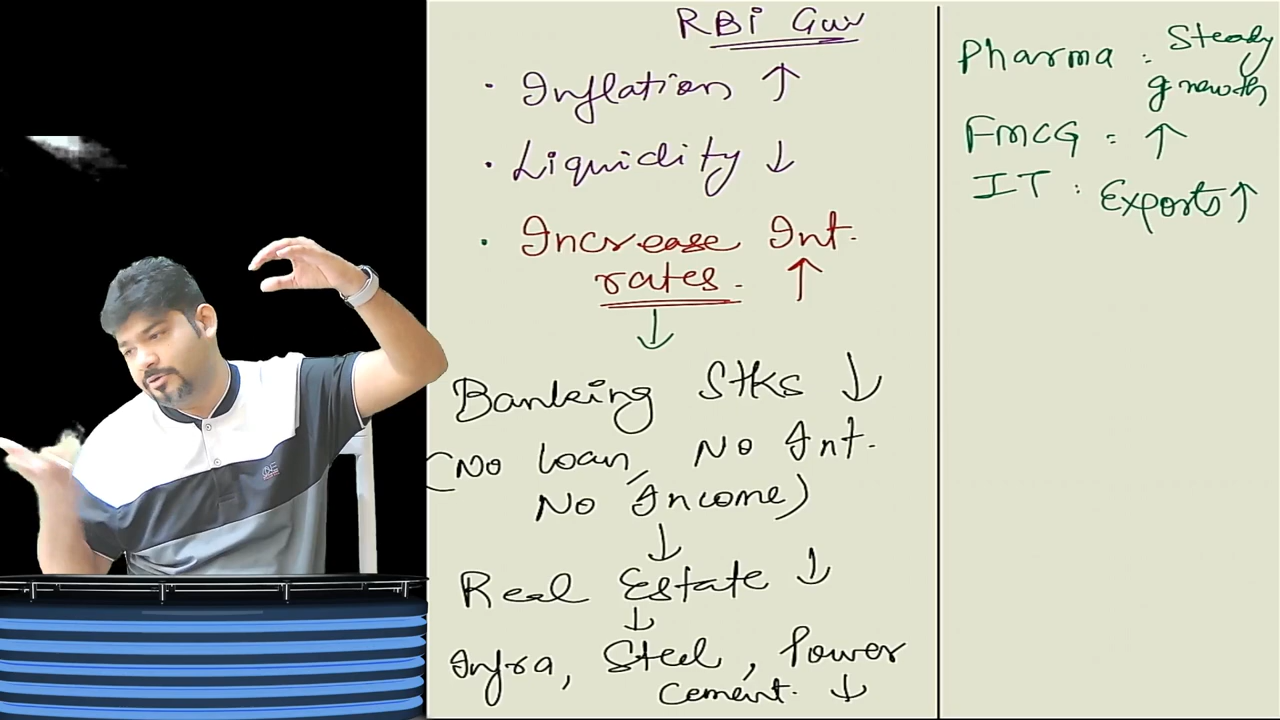 RBI Guv
· Inflation ↑
· Liquidity ↓
· Increase Int.
rates. ↑
↓
Banking Stks ↓
(No loan, No Int.
No Income)
↓
Real Estate ↓
↓
Infra, Steel, Power
cement. ↓
Pharma : Steady
growth
FMCG : ↑
IT : Exports ↑